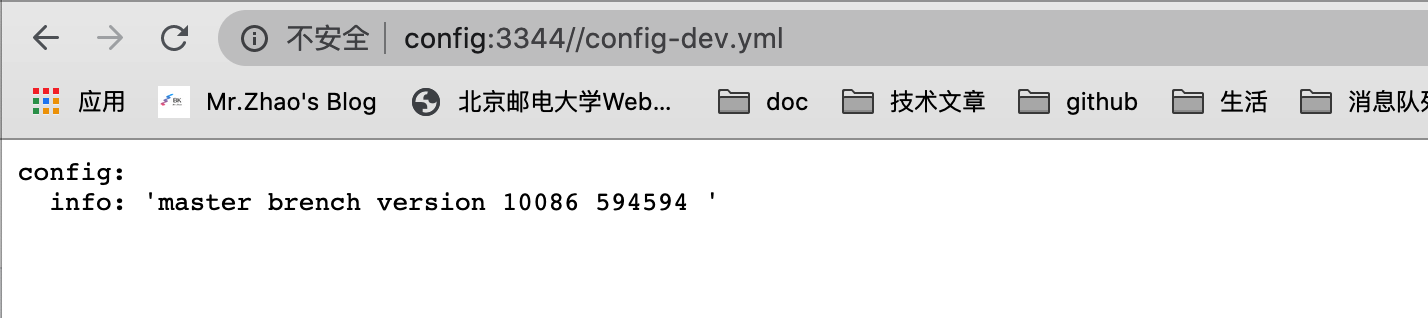 不安全 config:3344//config-dev.yml
应用 BK Mr.Zhao's Blog 北京邮电大学Web... doc 技术文章 github 生活 消息队
config:
  info: 'master brench version 10086 594594 '